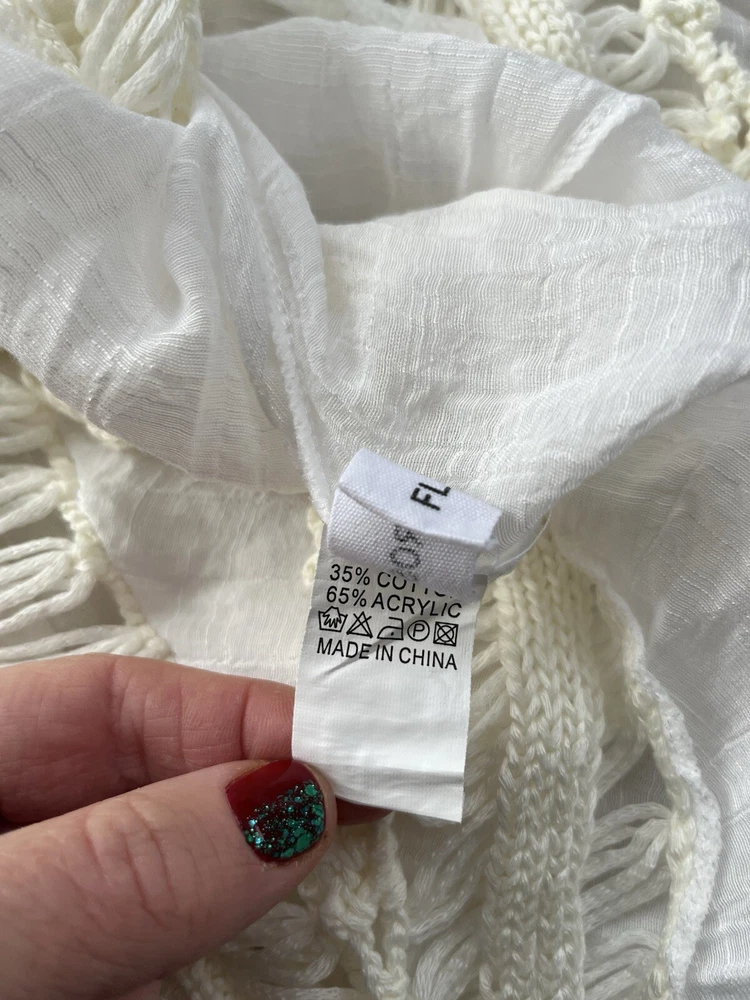 FL
35% COTTO
65% ACRYLIC
MADE IN CHINA